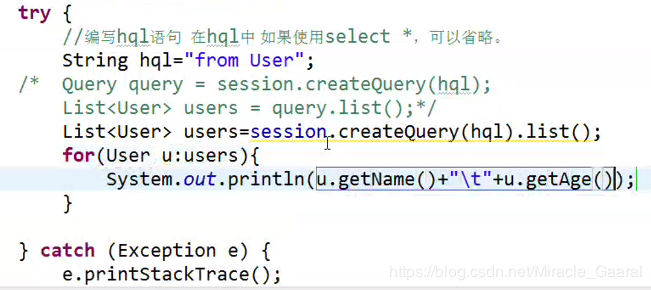 try {
//编写hql语句 在hql中 如果使用select *，可以省略。
String hql="from User";
/* Query query = session.createQuery(hql);
List<User> users = query.list();*/
List<User> users=session.createQuery(hql).list();
for(User u:users){
System.out.println(u.getName()+"\t"+u.getAge());
}
} catch (Exception e) {
e.printStackTrace();
https://blog.csdn.net/Miracle_Gaaral